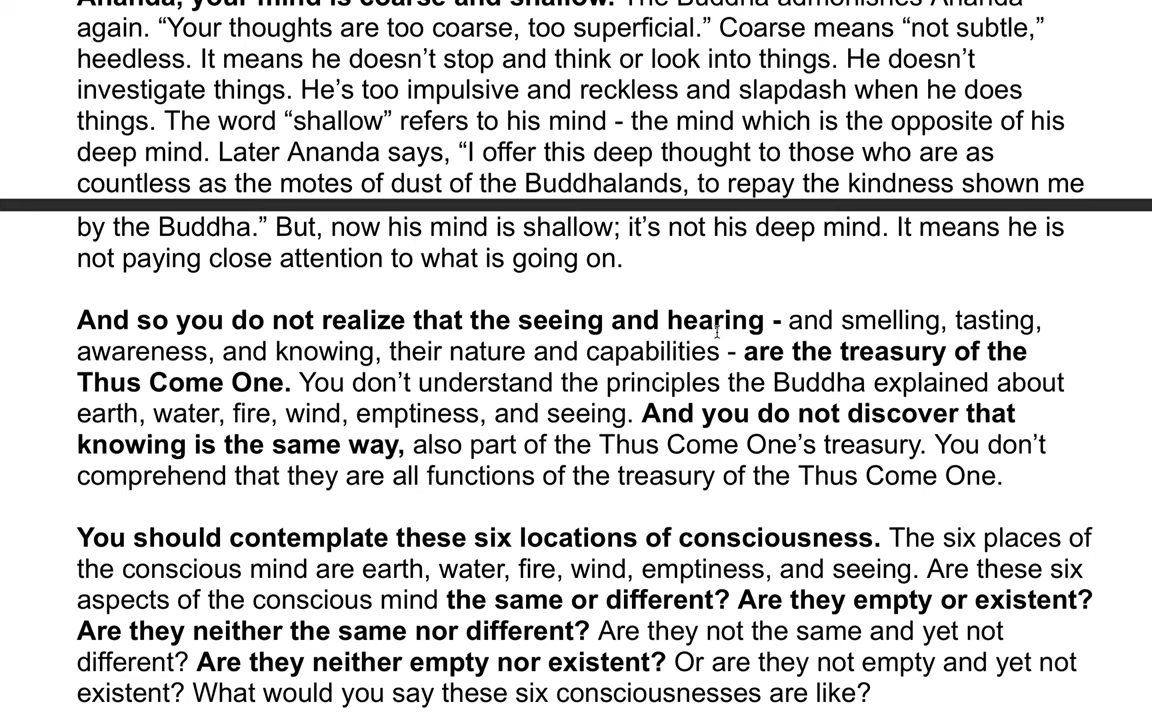 Ananda, your mind is coarse and shallow. The Buddha admonishes Ananda
again. “Your thoughts are too coarse, too superficial.” Coarse means “not subtle,”
heedless. It means he doesn’t stop and think or look into things. He doesn’t
investigate things. He’s too impulsive and reckless and slapdash when he does
things. The word “shallow” refers to his mind - the mind which is the opposite of his
deep mind. Later Ananda says, “I offer this deep thought to those who are as
countless as the motes of dust of the Buddhalands, to repay the kindness shown me
by the Buddha.” But, now his mind is shallow; it’s not his deep mind. It means he is
not paying close attention to what is going on.
And so you do not realize that the seeing and hearing - and smelling, tasting,
awareness, and knowing, their nature and capabilities - are the treasury of the
Thus Come One. You don’t understand the principles the Buddha explained about
earth, water, fire, wind, emptiness, and seeing. And you do not discover that
knowing is the same way, also part of the Thus Come One’s treasury. You don’t
comprehend that they are all functions of the treasury of the Thus Come One.
You should contemplate these six locations of consciousness. The six places of
the conscious mind are earth, water, fire, wind, emptiness, and seeing. Are these six
aspects of the conscious mind the same or different? Are they empty or existent?
Are they neither the same nor different? Are they not the same and yet not
different? Are they neither empty nor existent? Or are they not empty and yet not
existent? What would you say these six consciousnesses are like?